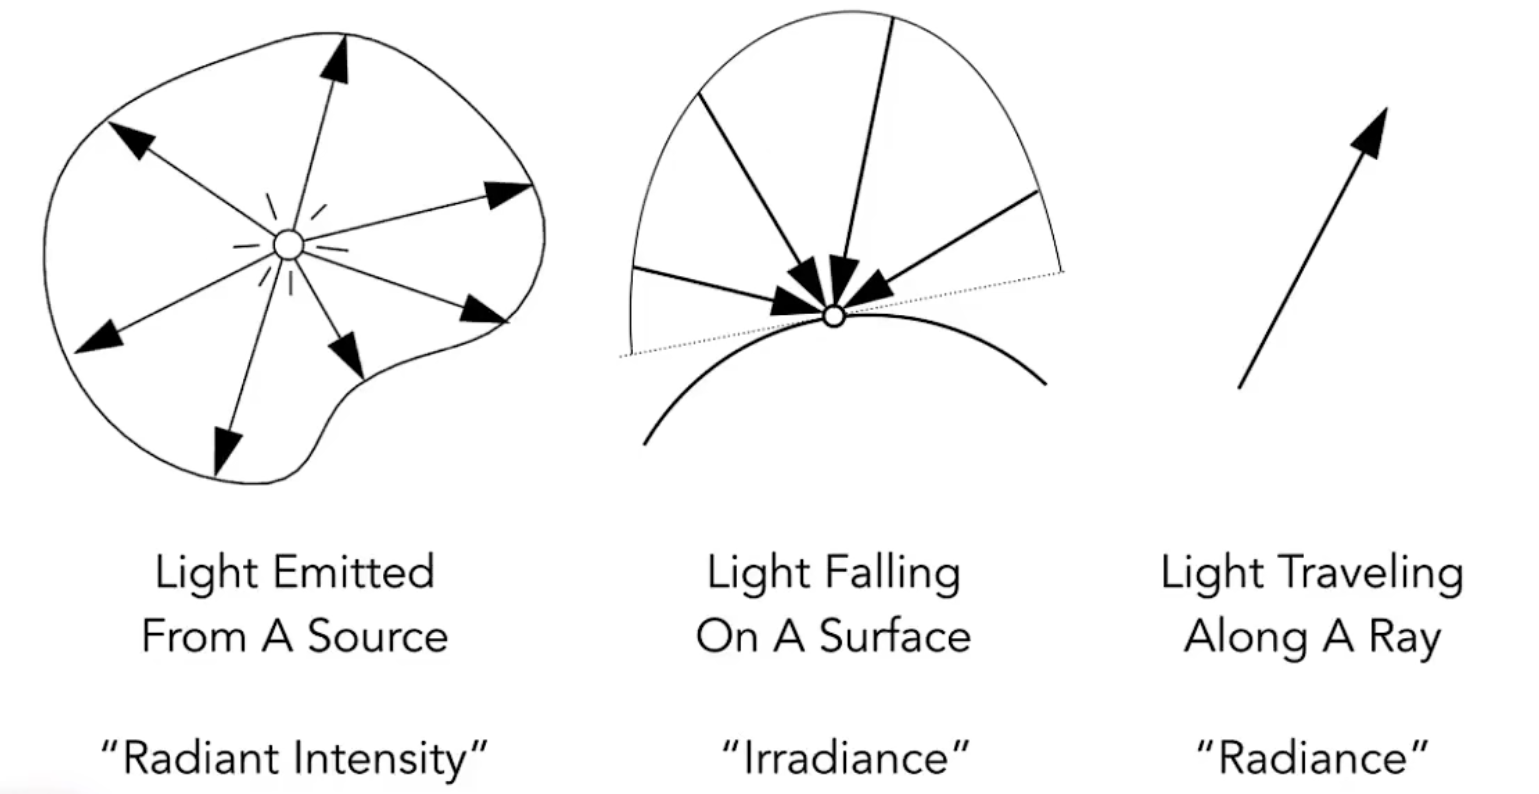 Light Emitted
From A Source
“Radiant Intensity”
Light Falling
On A Surface
“Irradiance”
Light Traveling
Along A Ray
“Radiance”